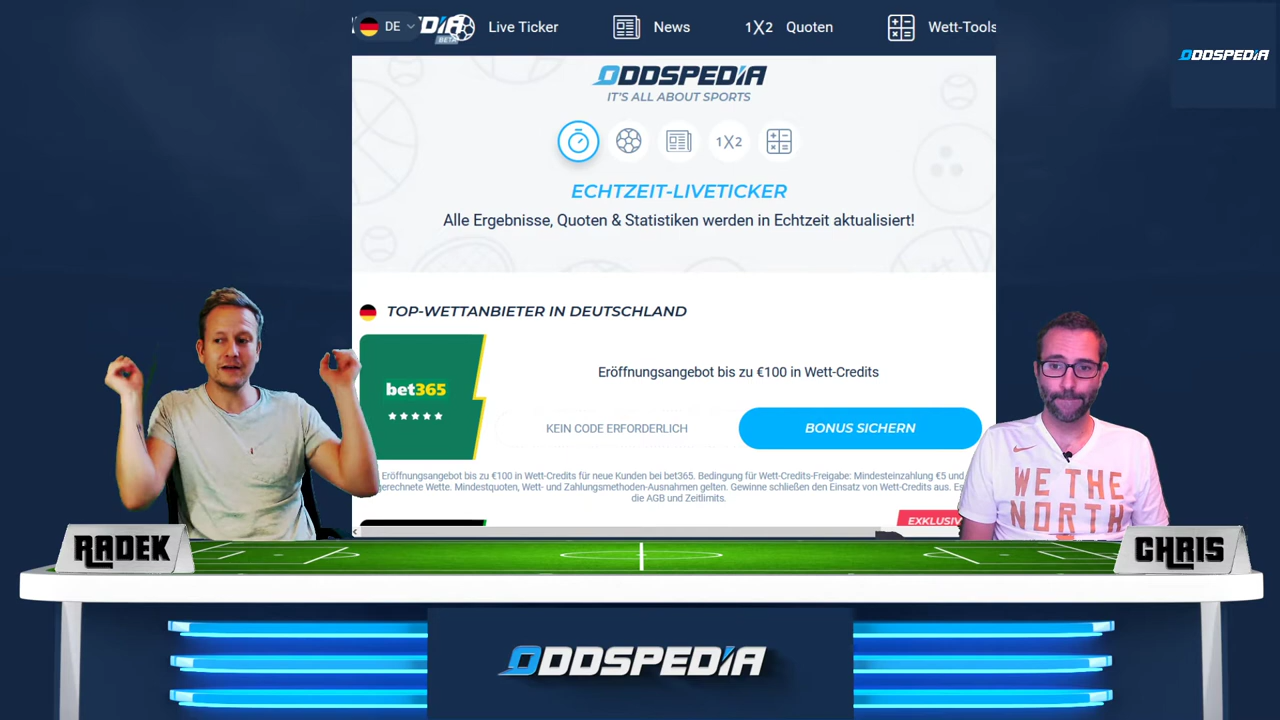 DE
BETA
Live Ticker
News
1X2 Quoten
Wett-Tools
ODDSPEDIA
ODDSPEDIA
IT'S ALL ABOUT SPORTS
1X2
ECHTZEIT-LIVETICKER
Alle Ergebnisse, Quoten & Statistiken werden in Echtzeit aktualisiert!
TOP-WETTANBIETER IN DEUTSCHLAND
bet365
Eröffnungsangebot bis zu €100 in Wett-Credits
KEIN CODE ERFORDERLICH
BONUS SICHERN
Eröffnungsangebot bis zu €100 in Wett-Credits für neue Kunden bei bet365. Bedingung für Wett-Credits-Freigabe: Mindesteinzahlung €5 und
Wette. Mindestquoten, Wett- und Zahlungsmethoden-Ausnahmen gelten. Gewinne schließen den Einsatz von Wett-Credits aus. Es
die AGB und Zeitlimits.
EXKLUSIV
WE THE
NORTH
RADEK
CHRIS
ODDSPEDIA